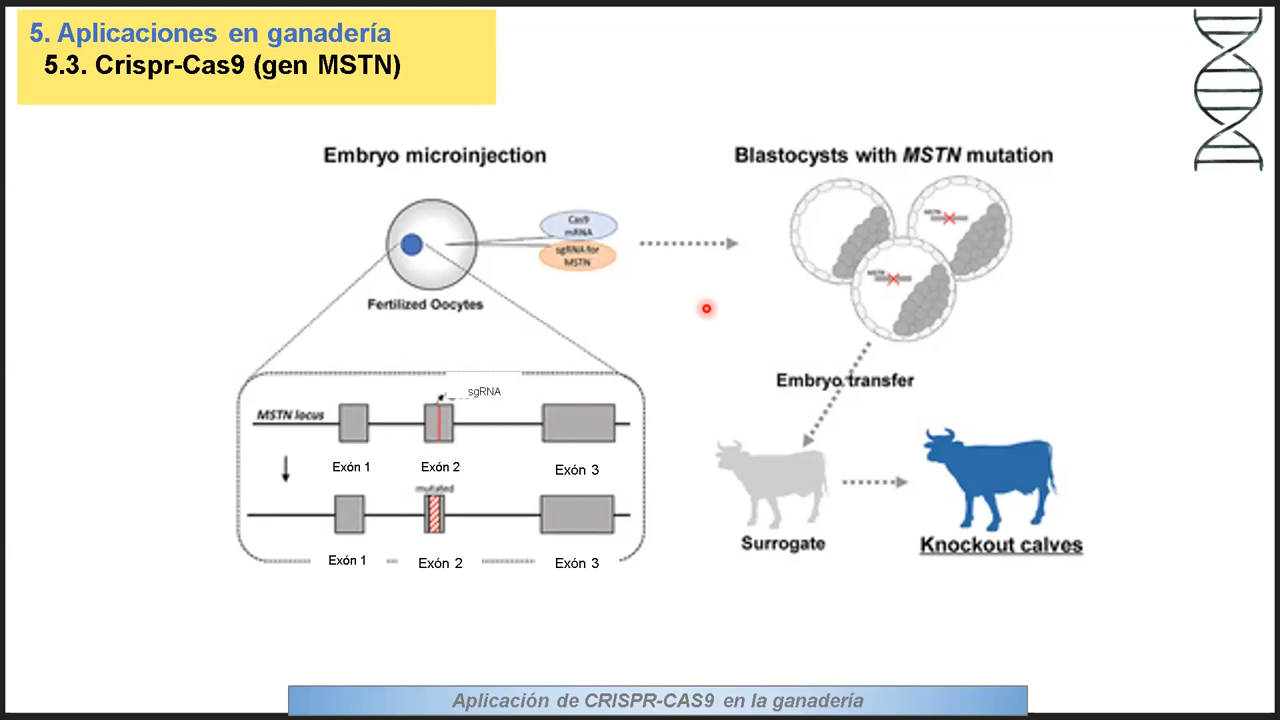 5. Aplicaciones en ganadería
5.3. Crispr-Cas9 (gen MSTN)
Embryo microinjection
Blastocysts with MSTN mutation
Cas9
mRNA
sgRNA for
MSTN
MSTN
MSTN
Fertilized Oocytes
Embryo transfer
sgRNA
MSTN locus
Exón 1
Exón 2
Exón 3
mutated
Exón 1
Exón 2
Exón 3
Surrogate
Knockout calves
Aplicación de CRISPR-CAS9 en la ganadería